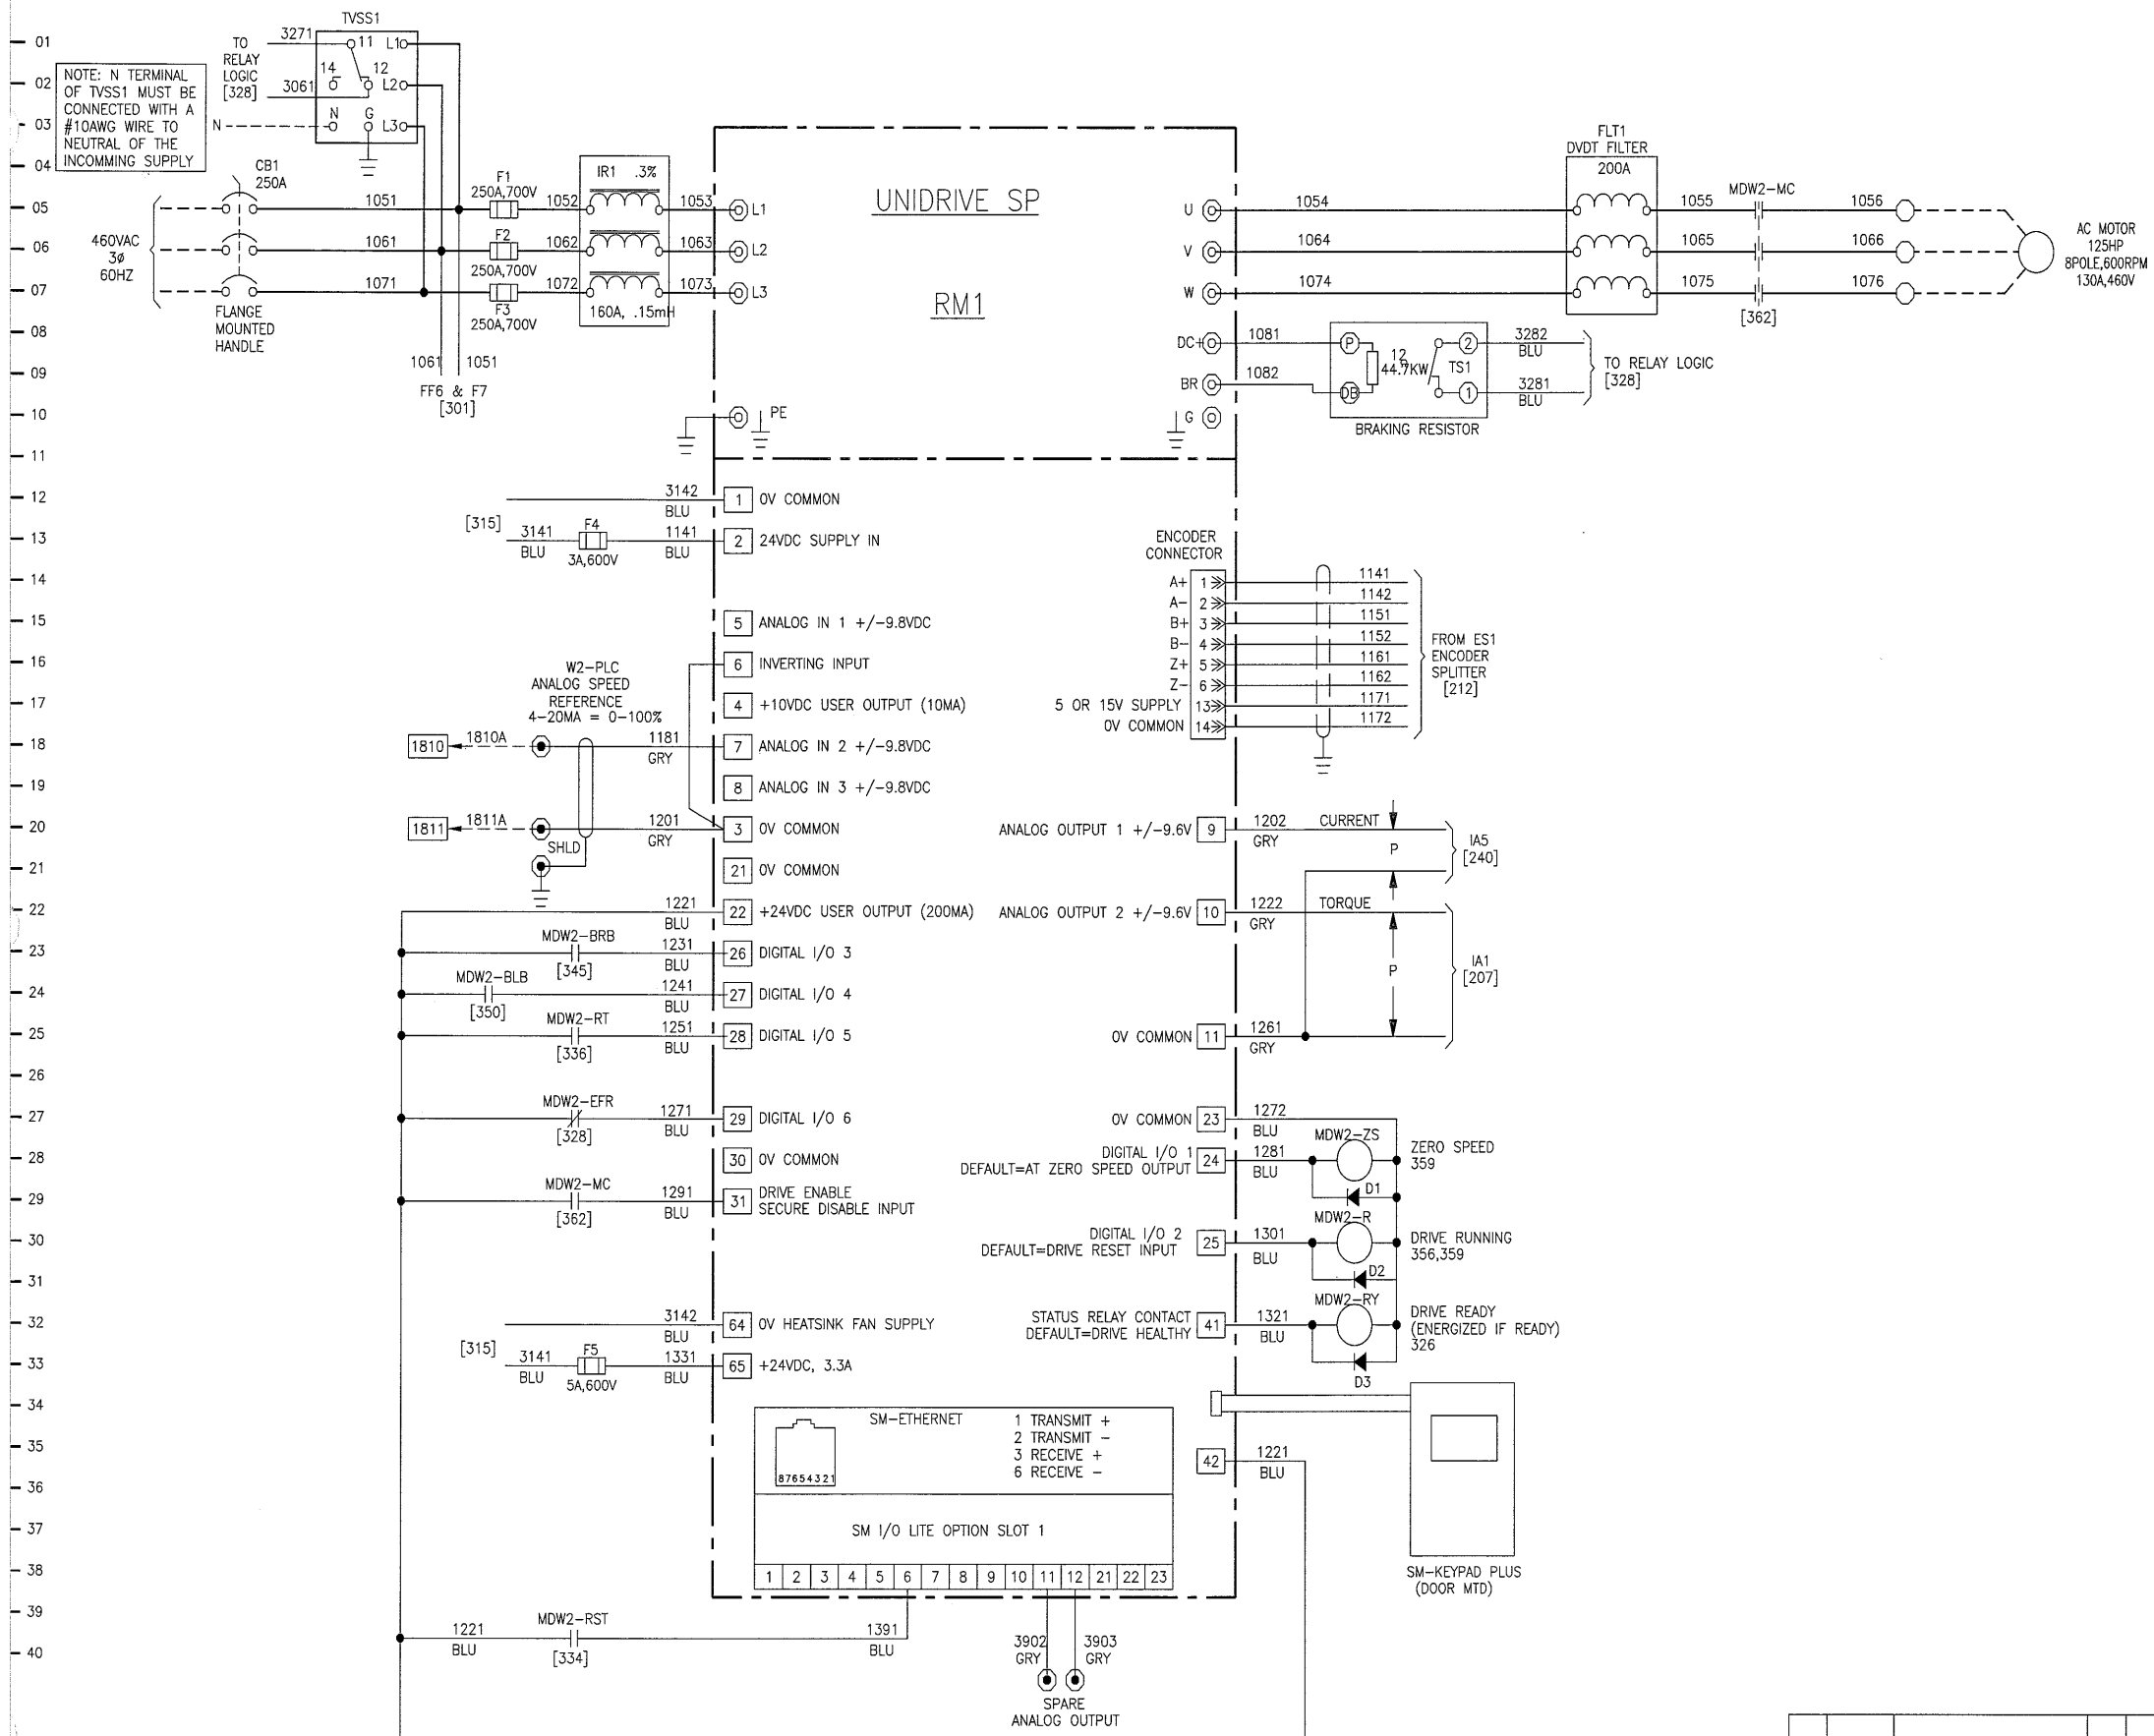 01
02
03
04
05
06
07
08
09
10
11
12
13
14
15
16
17
18
19
20
21
22
23
24
25
26
27
28
29
30
31
32
33
34
35
36
37
38
39
40
NOTE: N TERMINAL
OF TVSS1 MUST BE
CONNECTED WITH A
#10AWG WIRE TO
NEUTRAL OF THE
INCOMMING SUPPLY
TVSS1
TO
RELAY
LOGIC
[328]
3271
3061
11 L1
14 12
L2
N G L3
N
CB1
250A
460VAC
3ø
60HZ
FLANGE
MOUNTED
HANDLE
1051
1061
1071
F1
250A,700V
F2
250A,700V
F3
250A,700V
1052
1062
1072
IR1 .3%
160A, .15mH
1053
1063
1073
1061 1051
FF6 & F7
[301]
UNIDRIVE SP
RM1
L1
L2
L3
PE
U
V
W
DC+
BR
G
1054
1064
1074
1081
1082
FLT1
DVDT FILTER
200A
1055
1065
1075
MDW2-MC
[362]
1056
1066
1076
AC MOTOR
125HP
8POLE,600RPM
130A,460V
P
DB
12
44.7KW
TS1
2
1
BRAKING RESISTOR
3282
BLU
3281
BLU
TO RELAY LOGIC
[328]
3142
BLU
1 0V COMMON
[315]
3141
BLU
F4
3A,600V
1141
BLU
2 24VDC SUPPLY IN
5 ANALOG IN 1 +/-9.8VDC
6 INVERTING INPUT
4 +10VDC USER OUTPUT (10MA)
W2-PLC
ANALOG SPEED
REFERENCE
4-20MA = 0-100%
1810 1810A
1181
GRY
7 ANALOG IN 2 +/-9.8VDC
8 ANALOG IN 3 +/-9.8VDC
1811 1811A
SHLD
1201
GRY
3 0V COMMON
21 0V COMMON
1221
BLU
22 +24VDC USER OUTPUT (200MA)
MDW2-BRB
[345]
1231
BLU
26 DIGITAL I/O 3
MDW2-BLB
[350]
1241
BLU
27 DIGITAL I/O 4
MDW2-RT
[336]
1251
BLU
28 DIGITAL I/O 5
MDW2-EFR
[328]
1271
BLU
29 DIGITAL I/O 6
30 0V COMMON
MDW2-MC
[362]
1291
BLU
31 DRIVE ENABLE
SECURE DISABLE INPUT
3142
BLU
64 0V HEATSINK FAN SUPPLY
[315]
3141
BLU
F5
5A,600V
1331
BLU
65 +24VDC, 3.3A
ENCODER
CONNECTOR
A+ 1 1141
A- 2 1142
B+ 3 1151
B- 4 1152
Z+ 5 1161
Z- 6 1162
5 OR 15V SUPPLY 13 1171
0V COMMON 14 1172
FROM ES1
ENCODER
SPLITTER
[212]
ANALOG OUTPUT 1 +/-9.6V 9
1202
GRY
CURRENT
P
IA5
[240]
ANALOG OUTPUT 2 +/-9.6V 10
1222
GRY
TORQUE
P
IA1
[207]
0V COMMON 11
1261
GRY
0V COMMON 23
1272
BLU
DIGITAL I/O 1
DEFAULT=AT ZERO SPEED OUTPUT 24
1281
BLU
MDW2-ZS
D1
ZERO SPEED
359
DIGITAL I/O 2
DEFAULT=DRIVE RESET INPUT 25
1301
BLU
MDW2-R
D2
DRIVE RUNNING
356,359
STATUS RELAY CONTACT
DEFAULT=DRIVE HEALTHY 41
1321
BLU
MDW2-RY
D3
DRIVE READY
(ENERGIZED IF READY)
326
42
1221
BLU
SM-KEYPAD PLUS
(DOOR MTD)
SM-ETHERNET
87654321
1 TRANSMIT +
2 TRANSMIT -
3 RECEIVE +
6 RECEIVE -
SM I/O LITE OPTION SLOT 1
1 2 3 4 5 6 7 8 9 10 11 12 21 22 23
1221
BLU
MDW2-RST
[334]
1391
BLU
3902
GRY
3903
GRY
SPARE
ANALOG OUTPUT